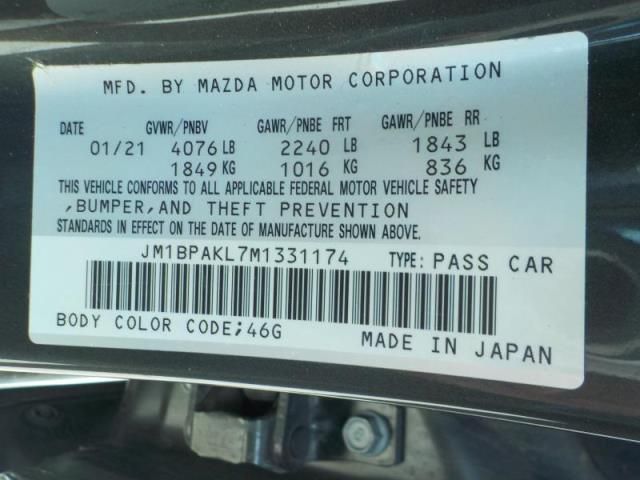 MFD. BY MAZDA MOTOR CORPORATION
DATE GVWR/PNBV GAWR/PNBE FRT GAWR/PNBE RR
01/21 4076 LB 2240 LB 1843 LB
1849 KG 1016 KG 836 KG
THIS VEHICLE CONFORMS TO ALL APPLICABLE FEDERAL MOTOR VEHICLE SAFETY
,BUMPER,AND THEFT PREVENTION
STANDARDS IN EFFECT ON THE DATE OF MANUFACTURE SHOWN ABOVE.
JM1BPAKL7M1331174 TYPE: PASS CAR
BODY COLOR CODE;46G MADE IN JAPAN